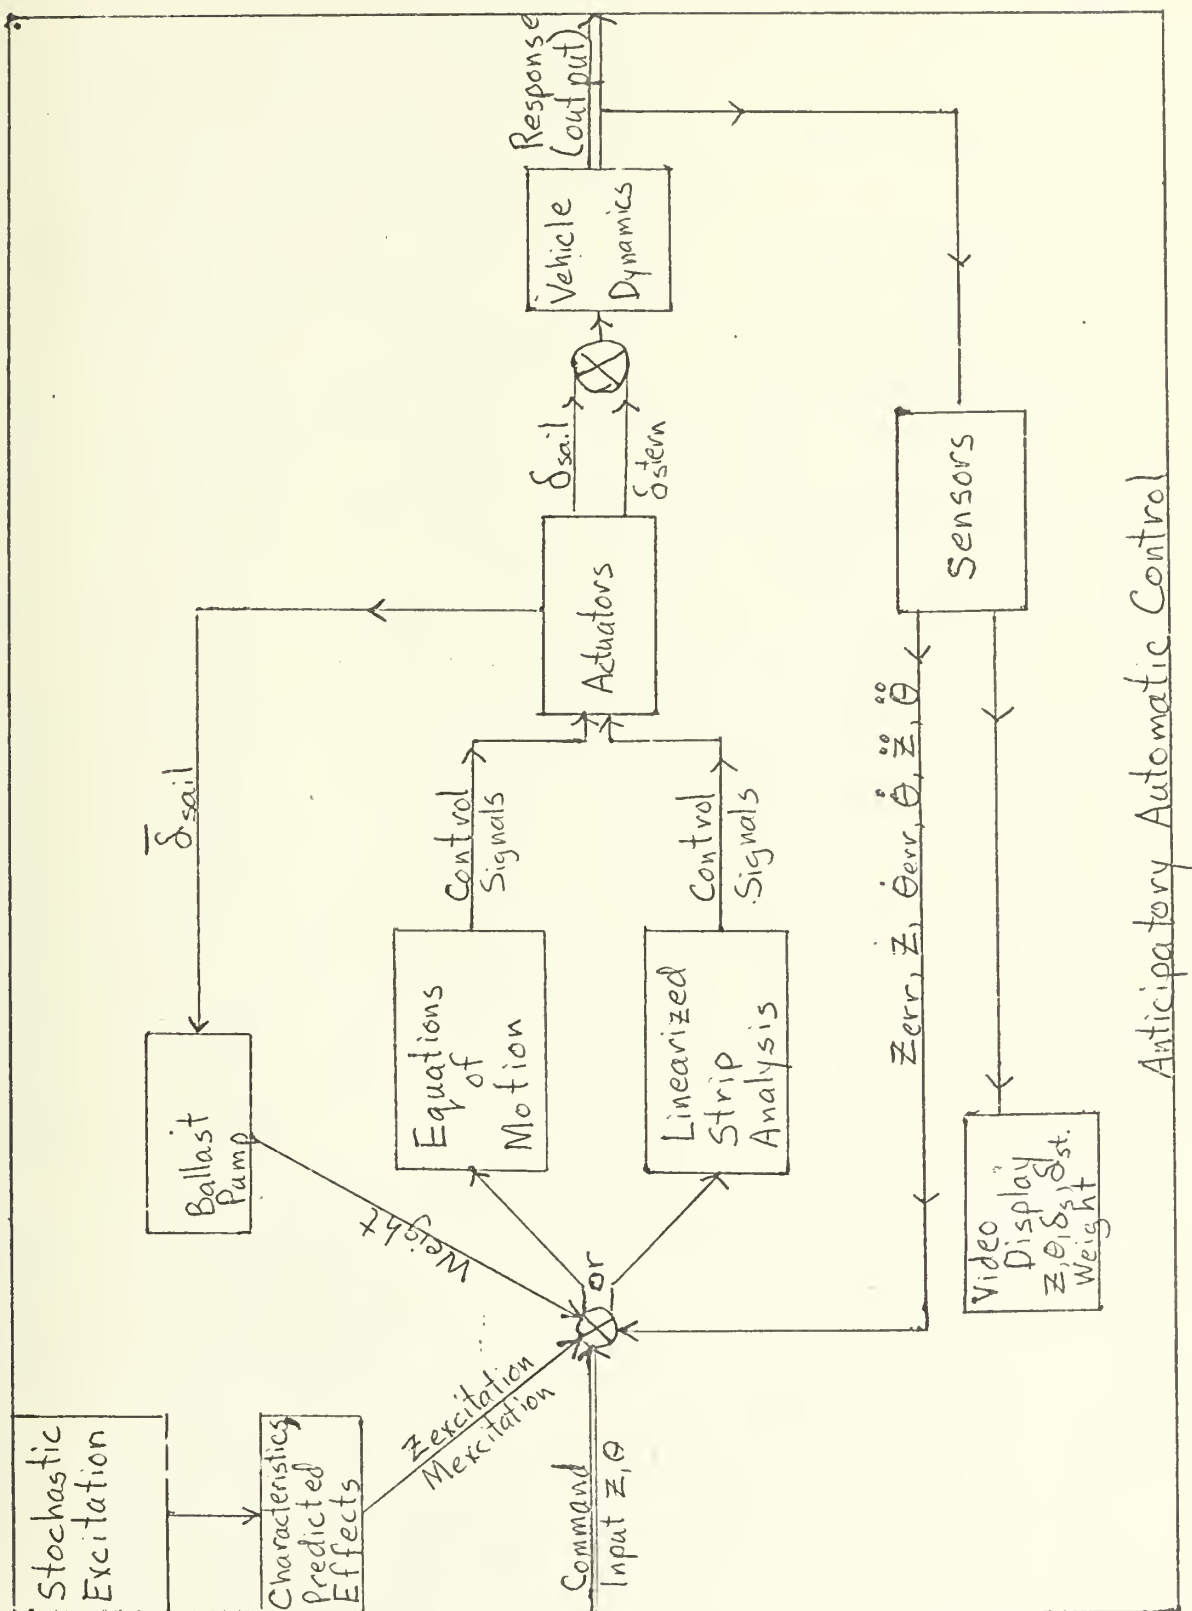 Stochastic
Excitation
Characteristics,
Predicted
Effects
Zexcitation
Mexcitation
Command
Input Z, θ
Ballast
Pump
Weight
or
δ̅sail
Equations
of
Motion
Control
Signals
Linearized
Strip
Analysis
Control
Signals
Actuators
δsail
δstern
Vehicle
Dynamics
Response
(output)
Sensors
Zerr, Ż, θerr, θ̇, Z̈, θ̈
Video
Display
Z, θ, δs, δst.
Weight
Anticipatory Automatic Control